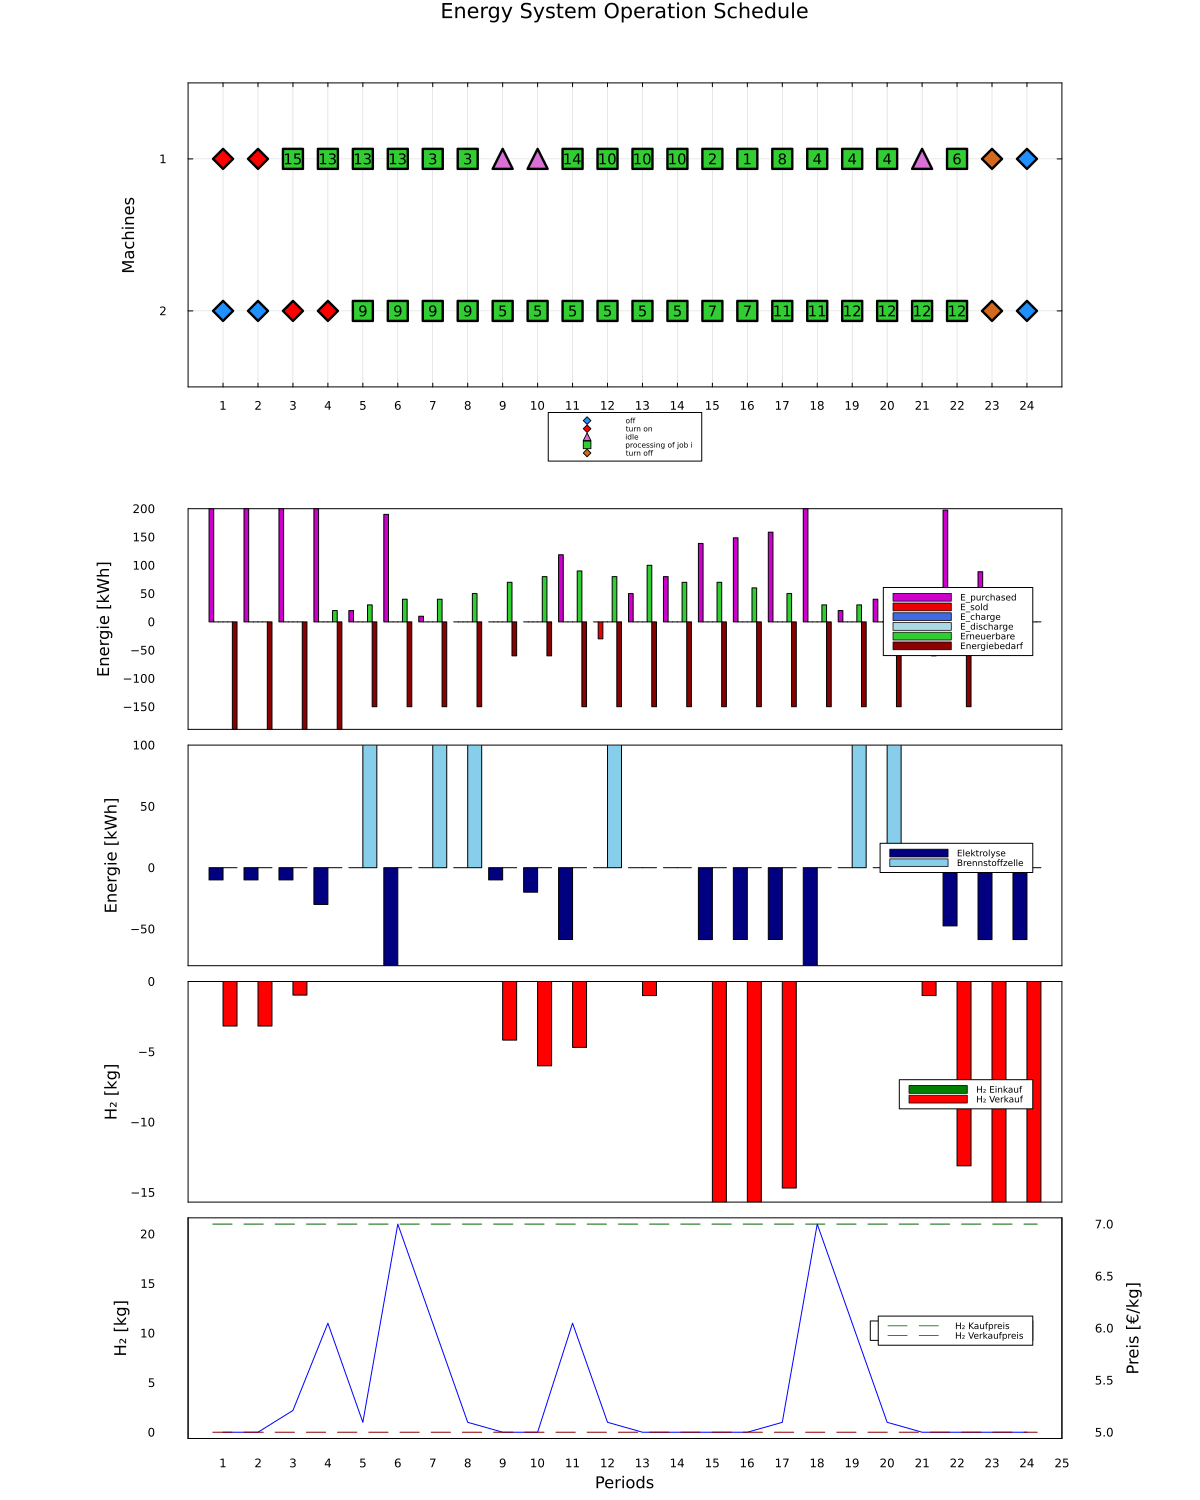 Energy System Operation Schedule
Machines
1
15 13 13 13 3 3 14 10 10 10 2 1 8 4 4 4 6
2
9 9 9 9 5 5 5 5 5 5 7 7 11 11 12 12 12 12
1 2 3 4 5 6 7 8 9 10 11 12 13 14 15 16 17 18 19 20 21 22 23 24
off
turn on
idle
processing of job i
turn off
Energie [kWh]
200
150
100
50
0
−50
−100
−150
E_purchased
E_sold
E_charge
E_discharge
Erneuerbare
Energiebedarf
Energie [kWh]
100
50
0
−50
Elektrolyse
Brennstoffzelle
H₂ [kg]
0
−5
−10
−15
H₂ Einkauf
H₂ Verkauf
H₂ [kg]
20
15
10
5
0
H₂ Kaufpreis
H₂ Verkaufpreis
7.0
6.5
6.0
5.5
5.0
Preis [€/kg]
1 2 3 4 5 6 7 8 9 10 11 12 13 14 15 16 17 18 19 20 21 22 23 24 25
Periods